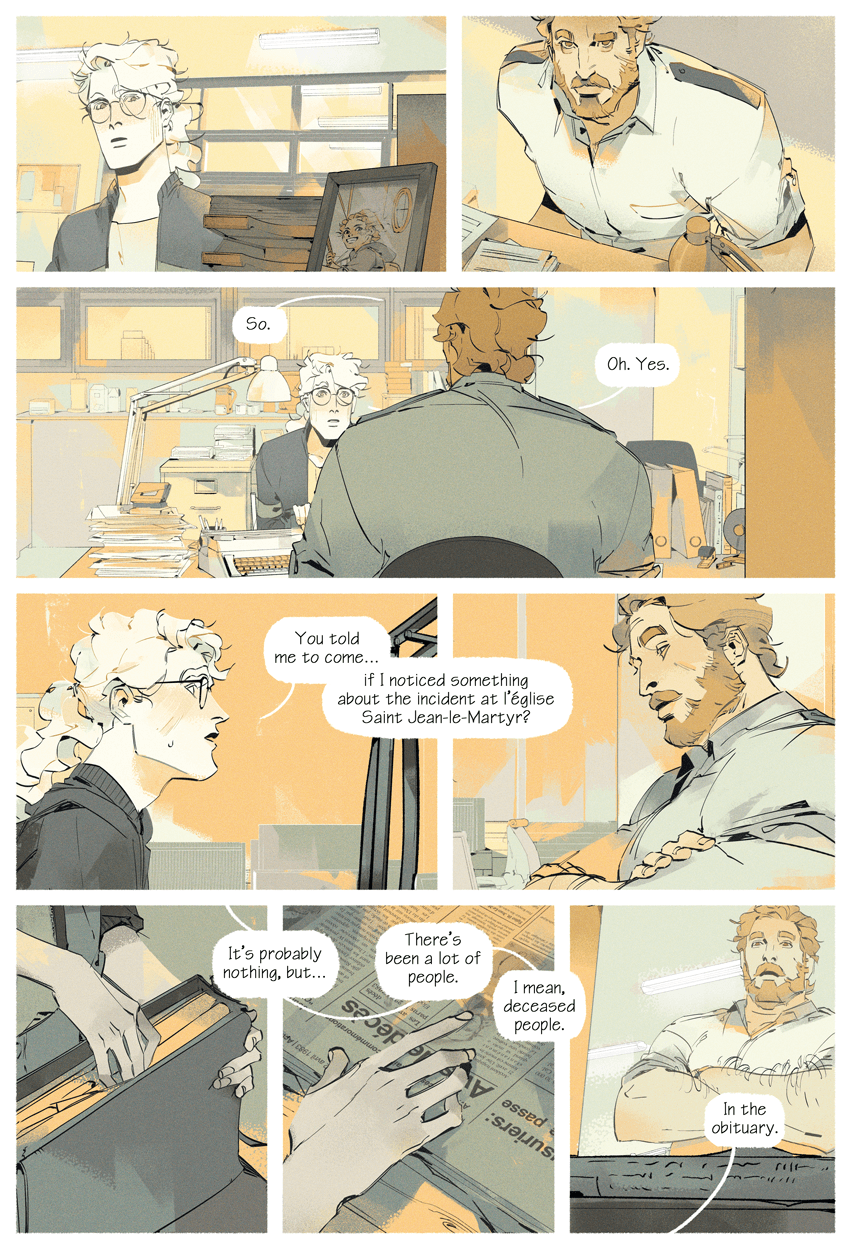 So.
Oh. Yes.
You told
me to come...
if I noticed something
about the incident at l'église
Saint Jean-le-Martyr?
It's probably
nothing, but...
There's
been a lot of
people.
I mean,
deceased
people.
In the
obituary.